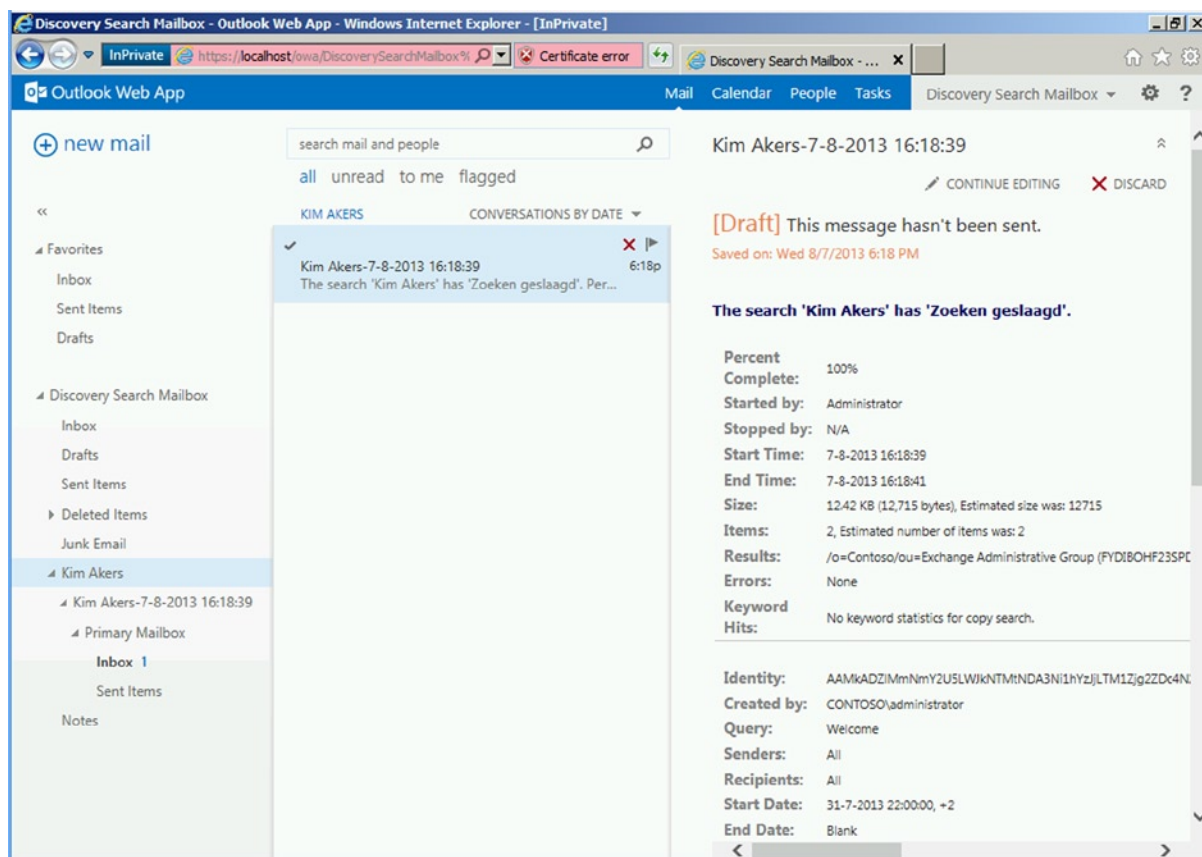 Discovery Search Mailbox - Outlook Web App - Windows Internet Explorer - [InPrivate]
InPrivate https://localhost/owa/DiscoverySearchMailbox% Certificate error Discovery Search Mailbox - ...
Outlook Web App Mail Calendar People Tasks Discovery Search Mailbox ?
new mail
«
Favorites
Inbox
Sent Items
Drafts
Discovery Search Mailbox
Inbox
Drafts
Sent Items
Deleted Items
Junk Email
Kim Akers
Kim Akers-7-8-2013 16:18:39
Primary Mailbox
Inbox 1
Sent Items
Notes
search mail and people
all unread to me flagged
KIM AKERS CONVERSATIONS BY DATE
Kim Akers-7-8-2013 16:18:39 6:18p
The search 'Kim Akers' has 'Zoeken geslaagd'. Per...
Kim Akers-7-8-2013 16:18:39
CONTINUE EDITING DISCARD
[Draft] This message hasn't been sent.
Saved on: Wed 8/7/2013 6:18 PM
The search 'Kim Akers' has 'Zoeken geslaagd'.
Percent
Complete: 100%
Started by: Administrator
Stopped by: N/A
Start Time: 7-8-2013 16:18:39
End Time: 7-8-2013 16:18:41
Size: 12.42 KB (12,715 bytes), Estimated size was: 12715
Items: 2, Estimated number of items was: 2
Results: /o=Contoso/ou=Exchange Administrative Group (FYDIBOHF23SPD
Errors: None
Keyword
Hits: No keyword statistics for copy search.
Identity:
Created by: CONTOSO\administrator
Query: Welcome
Senders: All
Recipients: All
Start Date: 31-7-2013 22:00:00, +2
End Date: Blank